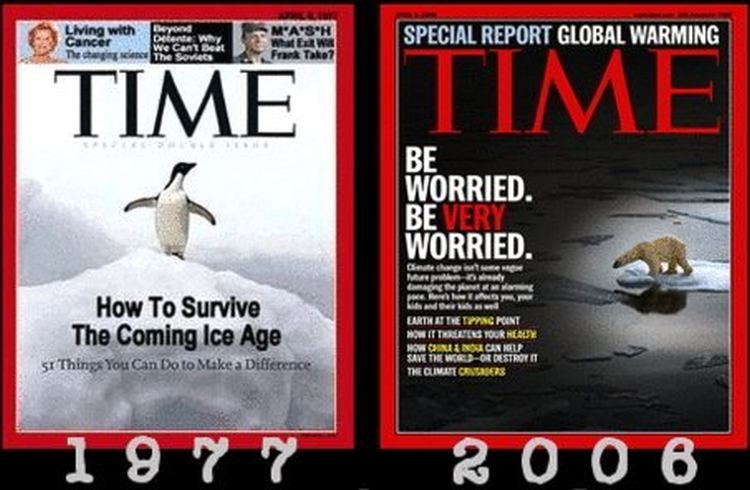 APRIL 8, 1977
Living with
Cancer
The changing science
Beyond
Détente: Why
We Can't Beat
The Soviets
M*A*S*H
What Exit Will
Frank Take?
TIME
SPECIAL DOUBLE ISSUE
How To Survive
The Coming Ice Age
51 Things You Can Do to Make a Difference
1977
SPECIAL REPORT GLOBAL WARMING
TIME
BE
WORRIED.
BE VERY
WORRIED.
Climate change isn't some vague
future problem—it's already
damaging the planet at an alarming
pace. Here's how it affects you, your
kids and their kids as well
EARTH AT THE TIPPING POINT
HOW IT THREATENS YOUR HEALTH
HOW CHINA & INDIA CAN HELP
SAVE THE WORLD—OR DESTROY IT
THE CLIMATE CRUSADERS
2006